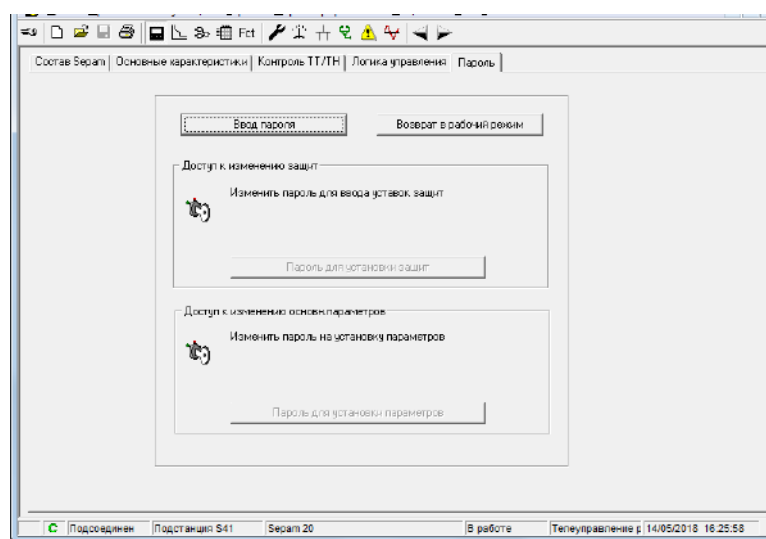 Fct
Состав Sepam Основные характеристики Контроль ТТ/ТН Логика управления Пароль
Ввод пароля Возврат в рабочий режим
Доступ к изменению защит
Изменить пароль для ввода уставок защит
Пароль для установки защит
Доступ к изменению основн.параметров
Изменить пароль на установку параметров
Пароль для установки параметров
C Подсоединен Подстанция S41 Sepam 20 В работе Телеуправление р 14/05/2018 16:25:58